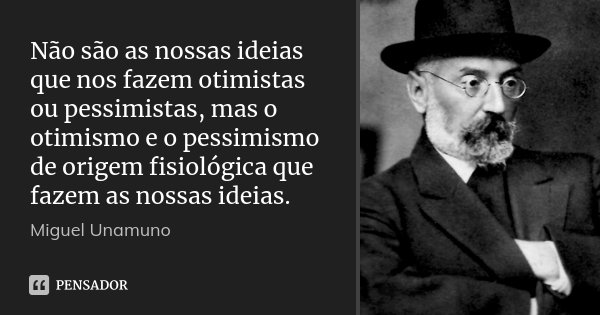 Não são as nossas ideias
que nos fazem otimistas
ou pessimistas, mas o
otimismo e o pessimismo
de origem fisiológica que
fazem as nossas ideias.
Miguel Unamuno
PENSADOR